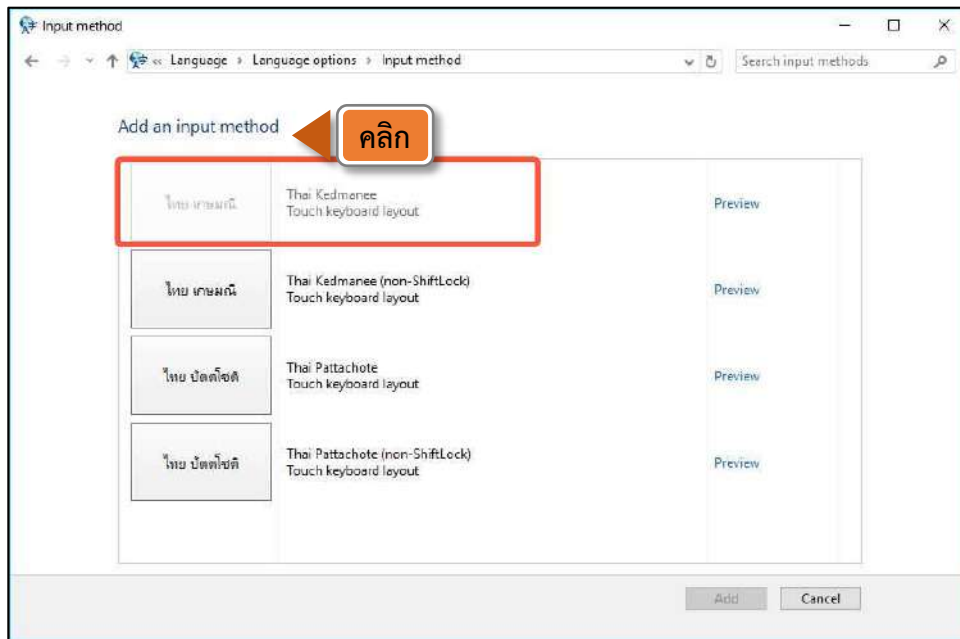 Input method
« Language › Language options › Input method
Search input methods
Add an input method
คลิก
ไทย เกษมณี
Thai Kedmanee
Touch keyboard layout
Preview
ไทย เกษมณี
Thai Kedmanee (non-ShiftLock)
Touch keyboard layout
Preview
ไทย ปัตตโชติ
Thai Pattachote
Touch keyboard layout
Preview
ไทย ปัตตโชติ
Thai Pattachote (non-ShiftLock)
Touch keyboard layout
Preview
Add
Cancel